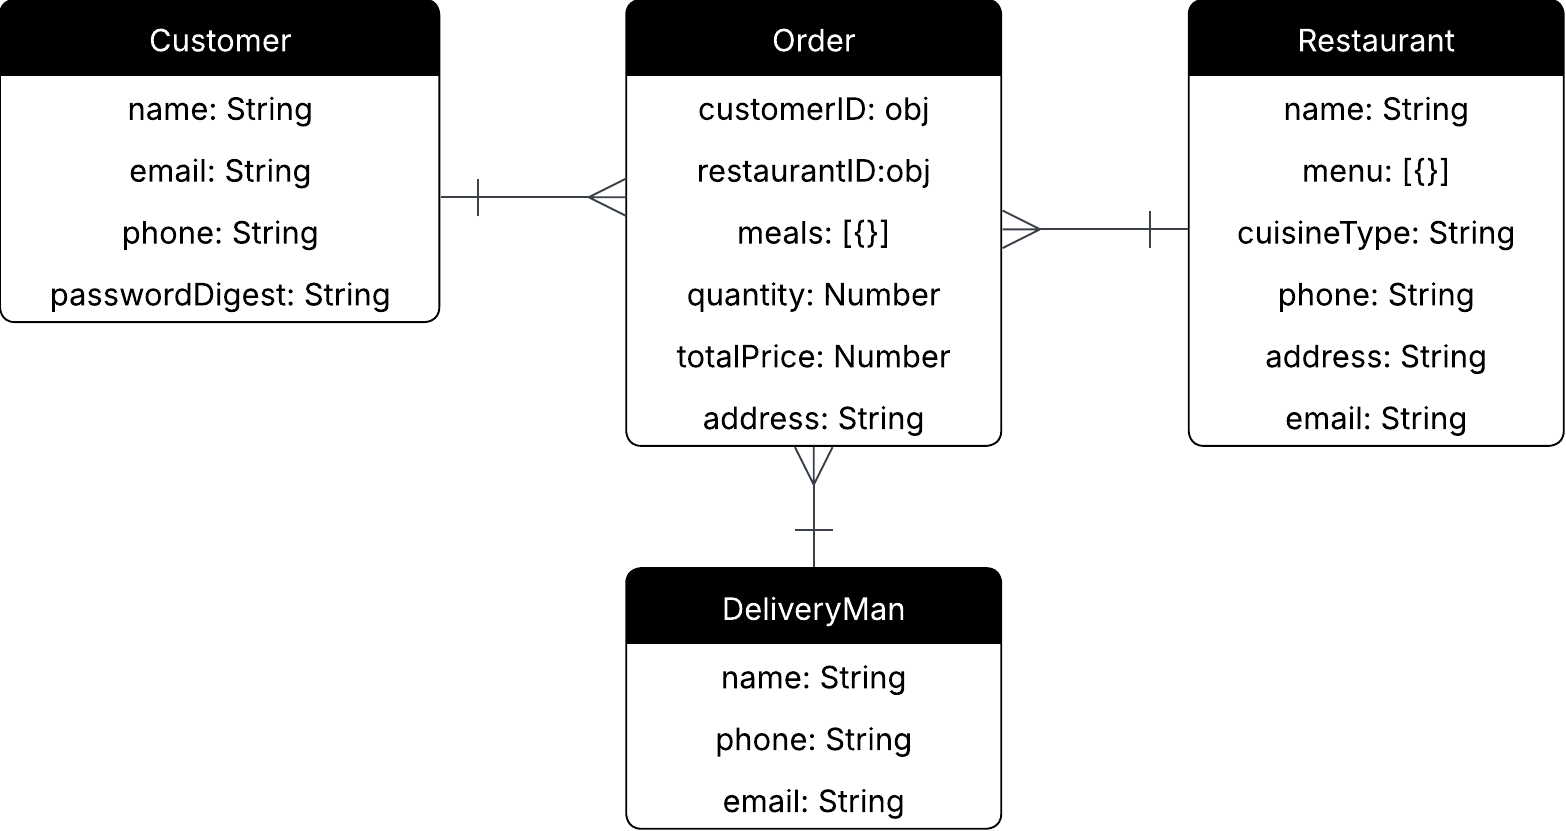 Customer
name: String
email: String
phone: String
passwordDigest: String
Order
customerID: obj
restaurantID:obj
meals: [{}]
quantity: Number
totalPrice: Number
address: String
Restaurant
name: String
menu: [{}]
cuisineType: String
phone: String
address: String
email: String
DeliveryMan
name: String
phone: String
email: String